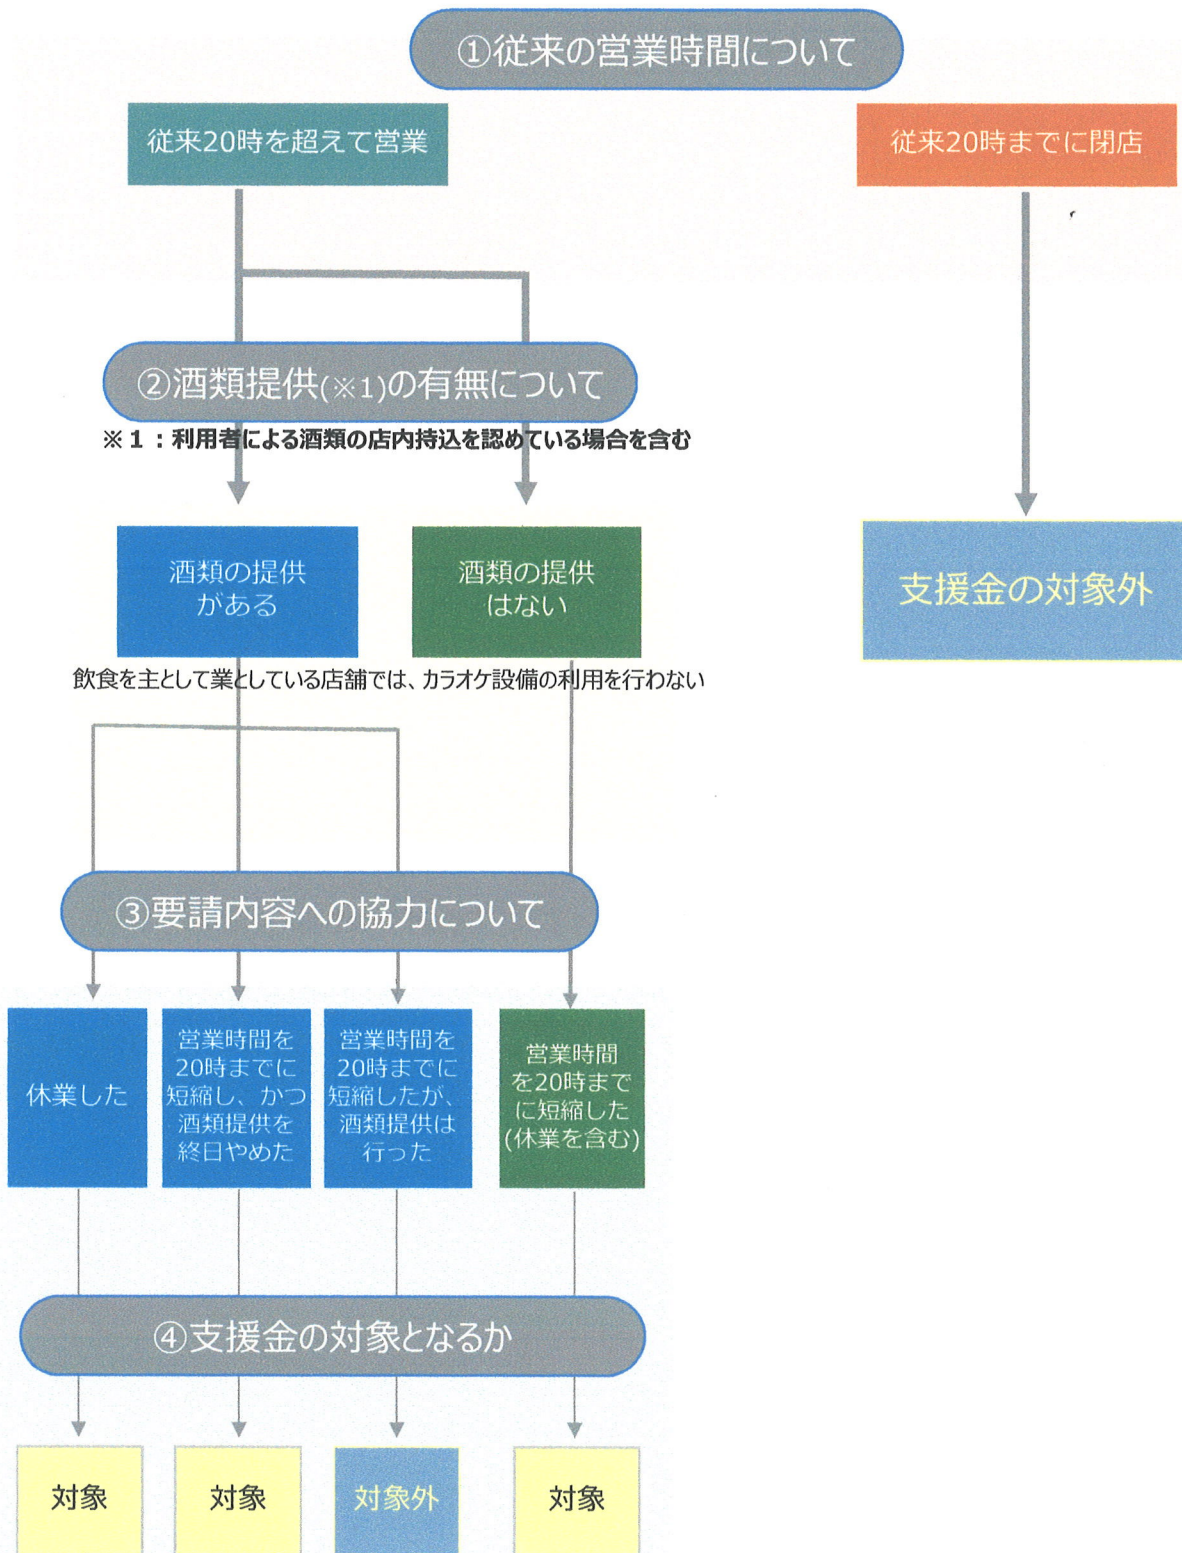 ①従来の営業時間について
従来20時を超えて営業
従来20時までに閉店
②酒類提供(※1)の有無について
※１：利用者による酒類の店内持込を認めている場合を含む
酒類の提供
がある
酒類の提供
はない
支援金の対象外
飲食を主として業としている店舗では、カラオケ設備の利用を行わない
③要請内容への協力について
休業した
営業時間を
20時までに
短縮し、かつ
酒類提供を
終日やめた
営業時間を
20時までに
短縮したが、
酒類提供は
行った
営業時間
を20時まで
に短縮した
(休業を含む)
④支援金の対象となるか
対象
対象
対象外
対象